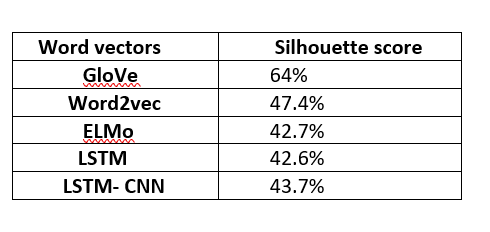 Word vectors Silhouette score
GloVe 64%
Word2vec 47.4%
ELMo 42.7%
LSTM 42.6%
LSTM- CNN 43.7%